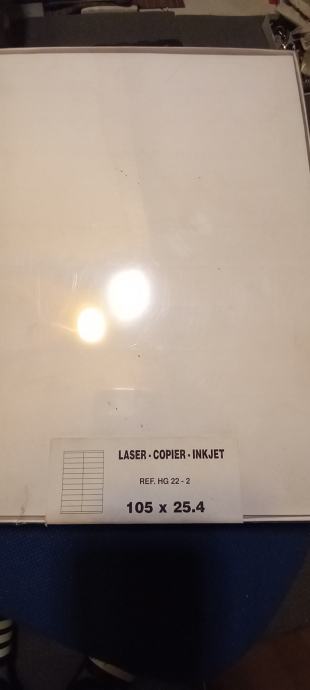 LASER · COPIER · INKJET
REF. HG 22 - 2
105 x 25.4